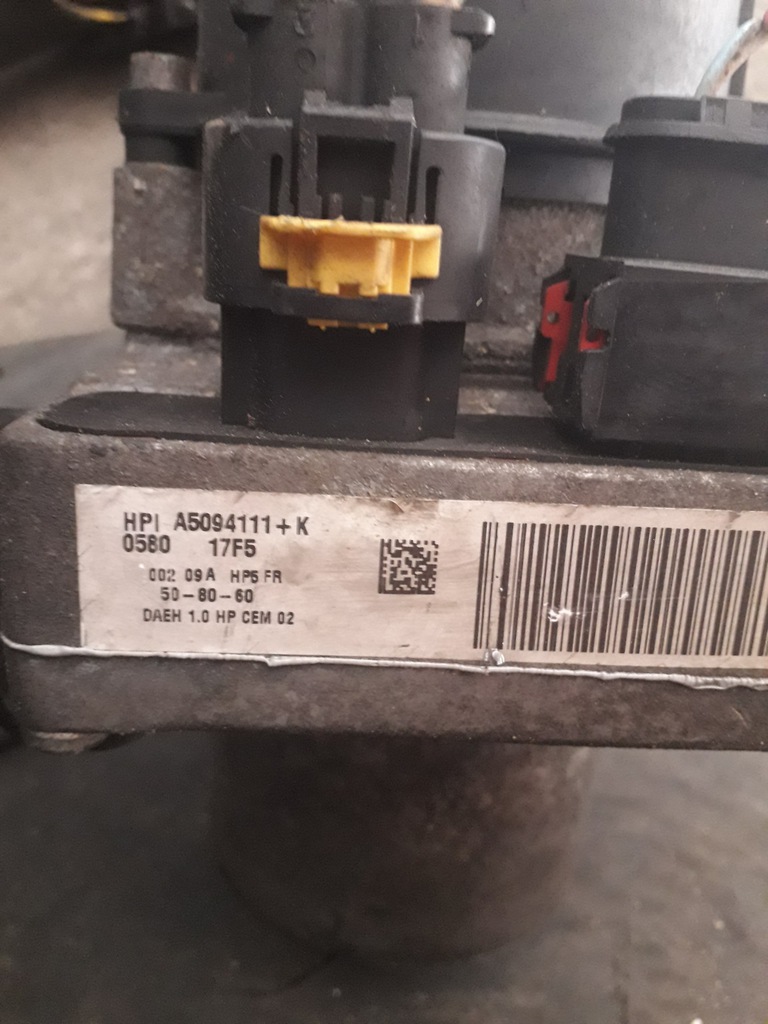 HPI A5094111+K
0580 17F5
002 09A HP5 FR
50-80-60
DAEH 1.0 HP CEM 02